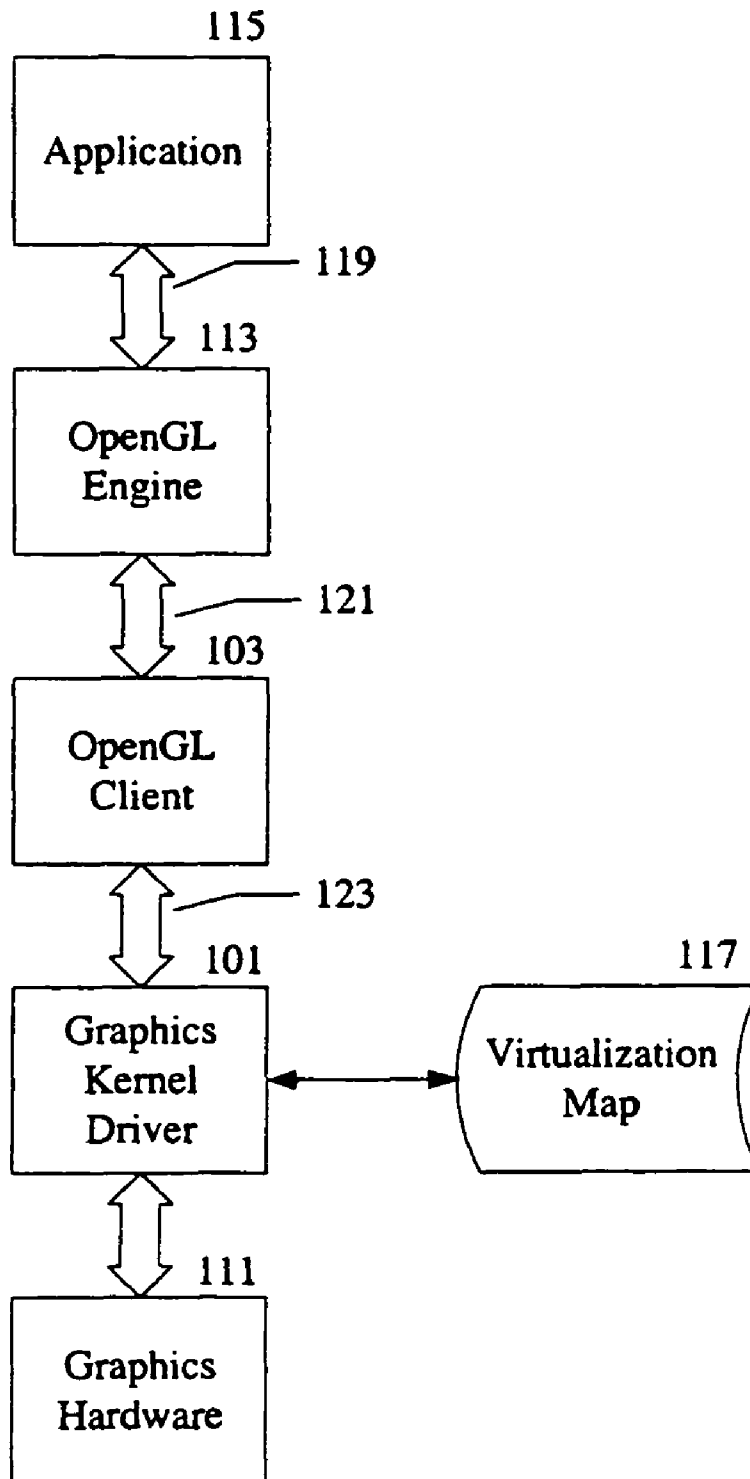 115
Application
119
113
OpenGL
Engine
121
103
OpenGL
Client
123
101
Graphics
Kernel
Driver
117
Virtualization
Map
111
Graphics
Hardware